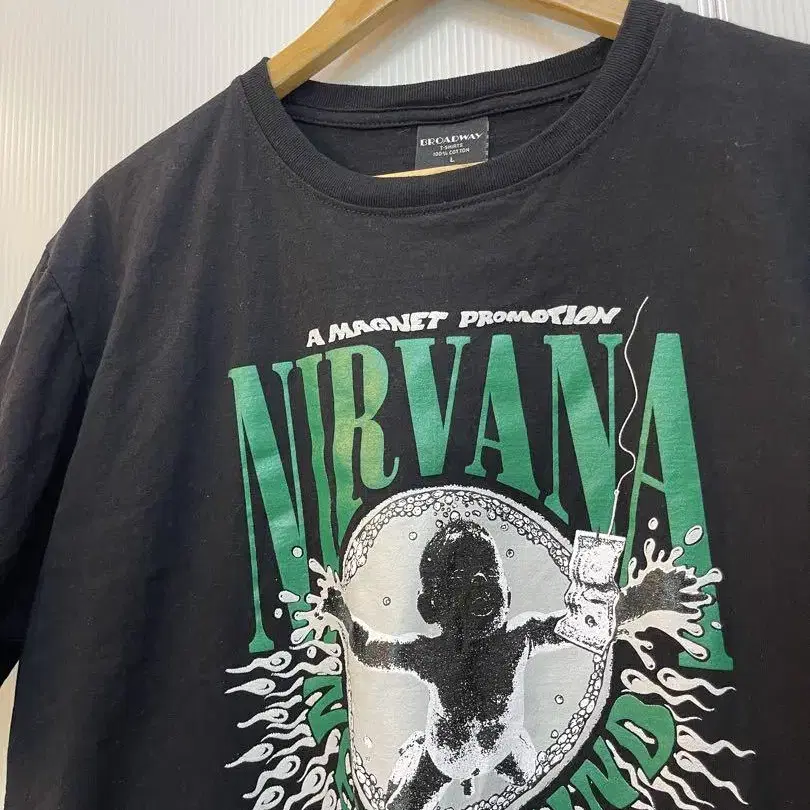 BROADWAY
T-SHIRTS
100% COTTON
L
A MAGNET PROMOTION
NIRVANA